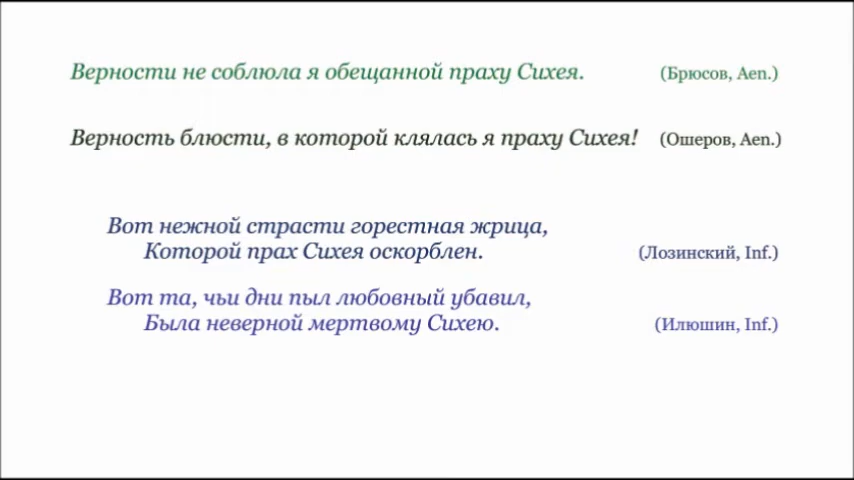 Верности не соблюла я обещанной праху Сихея. (Брюсов, Aen.)
Верность блюсти, в которой клялась я праху Сихея! (Ошеров, Aen.)
Вот нежной страсти горестная жрица,
Которой прах Сихея оскорблен. (Лозинский, Inf.)
Вот та, чьи дни пыл любовный убавил,
Была неверной мертвому Сихею. (Илюшин, Inf.)